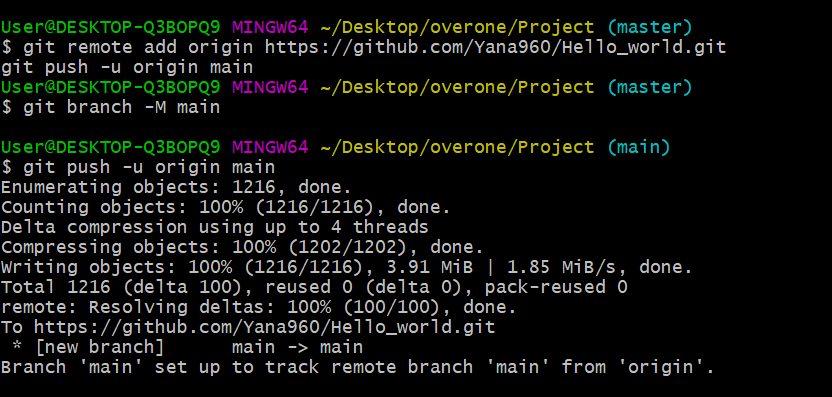 User@DESKTOP-Q3BOPQ9 MINGW64 ~/Desktop/overone/Project (master)
$ git remote add origin https://github.com/Yana960/Hello_world.git
git push -u origin main
User@DESKTOP-Q3BOPQ9 MINGW64 ~/Desktop/overone/Project (master)
$ git branch -M main
User@DESKTOP-Q3BOPQ9 MINGW64 ~/Desktop/overone/Project (main)
$ git push -u origin main
Enumerating objects: 1216, done.
Counting objects: 100% (1216/1216), done.
Delta compression using up to 4 threads
Compressing objects: 100% (1202/1202), done.
Writing objects: 100% (1216/1216), 3.91 MiB | 1.85 MiB/s, done.
Total 1216 (delta 100), reused 0 (delta 0), pack-reused 0
remote: Resolving deltas: 100% (100/100), done.
To https://github.com/Yana960/Hello_world.git
 * [new branch]      main -> main
Branch 'main' set up to track remote branch 'main' from 'origin'.